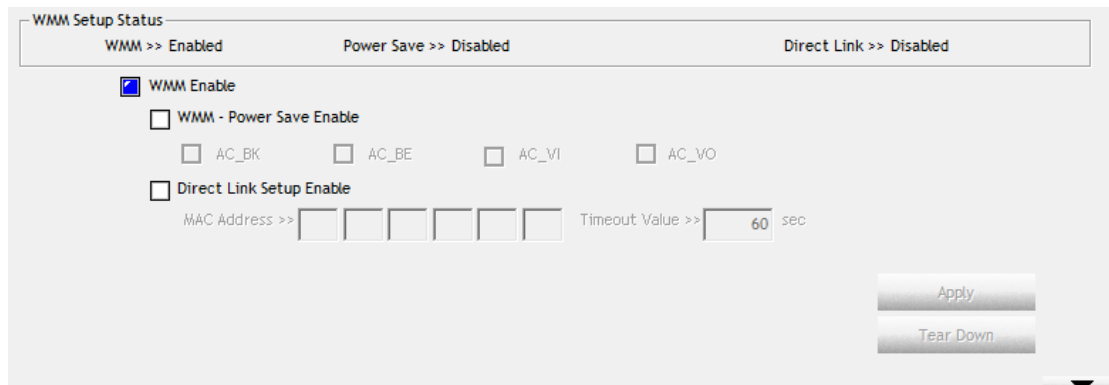 WMM Setup Status
WMM >> Enabled Power Save >> Disabled Direct Link >> Disabled
WMM Enable
WMM - Power Save Enable
AC_BK AC_BE AC_VI AC_VO
Direct Link Setup Enable
MAC Address >> Timeout Value >> 60 sec
Apply
Tear Down